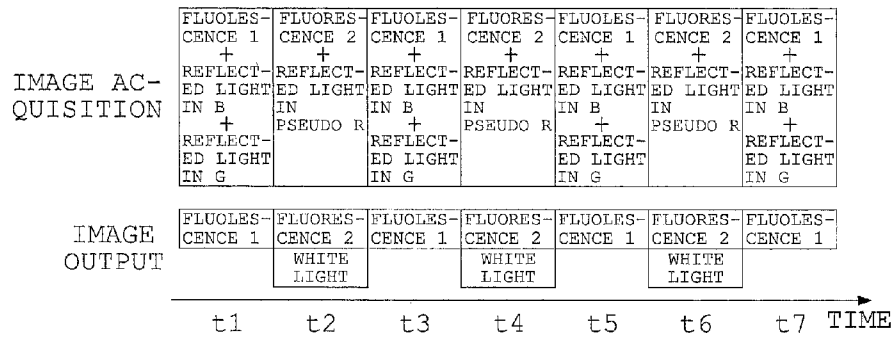 IMAGE AC-
QUISITION
FLUOLES-
CENCE 1
+
REFLECT-
ED LIGHT
IN B
+
REFLECT-
ED LIGHT
IN G
FLUORES-
CENCE 2
+
REFLECT-
ED LIGHT
IN
PSEUDO R
FLUOLES-
CENCE 1
+
REFLECT-
ED LIGHT
IN B
+
REFLECT-
ED LIGHT
IN G
FLUORES-
CENCE 2
+
REFLECT-
ED LIGHT
IN
PSEUDO R
FLUOLES-
CENCE 1
+
REFLECT-
ED LIGHT
IN B
+
REFLECT-
ED LIGHT
IN G
FLUORES-
CENCE 2
+
REFLECT-
ED LIGHT
IN
PSEUDO R
FLUOLES-
CENCE 1
+
REFLECT-
ED LIGHT
IN B
+
REFLECT-
ED LIGHT
IN G
IMAGE
OUTPUT
FLUOLES-
CENCE 1
FLUORES-
CENCE 2
WHITE
LIGHT
FLUOLES-
CENCE 1
FLUORES-
CENCE 2
WHITE
LIGHT
FLUOLES-
CENCE 1
FLUORES-
CENCE 2
WHITE
LIGHT
FLUOLES-
CENCE 1
t1 t2 t3 t4 t5 t6 t7 TIME